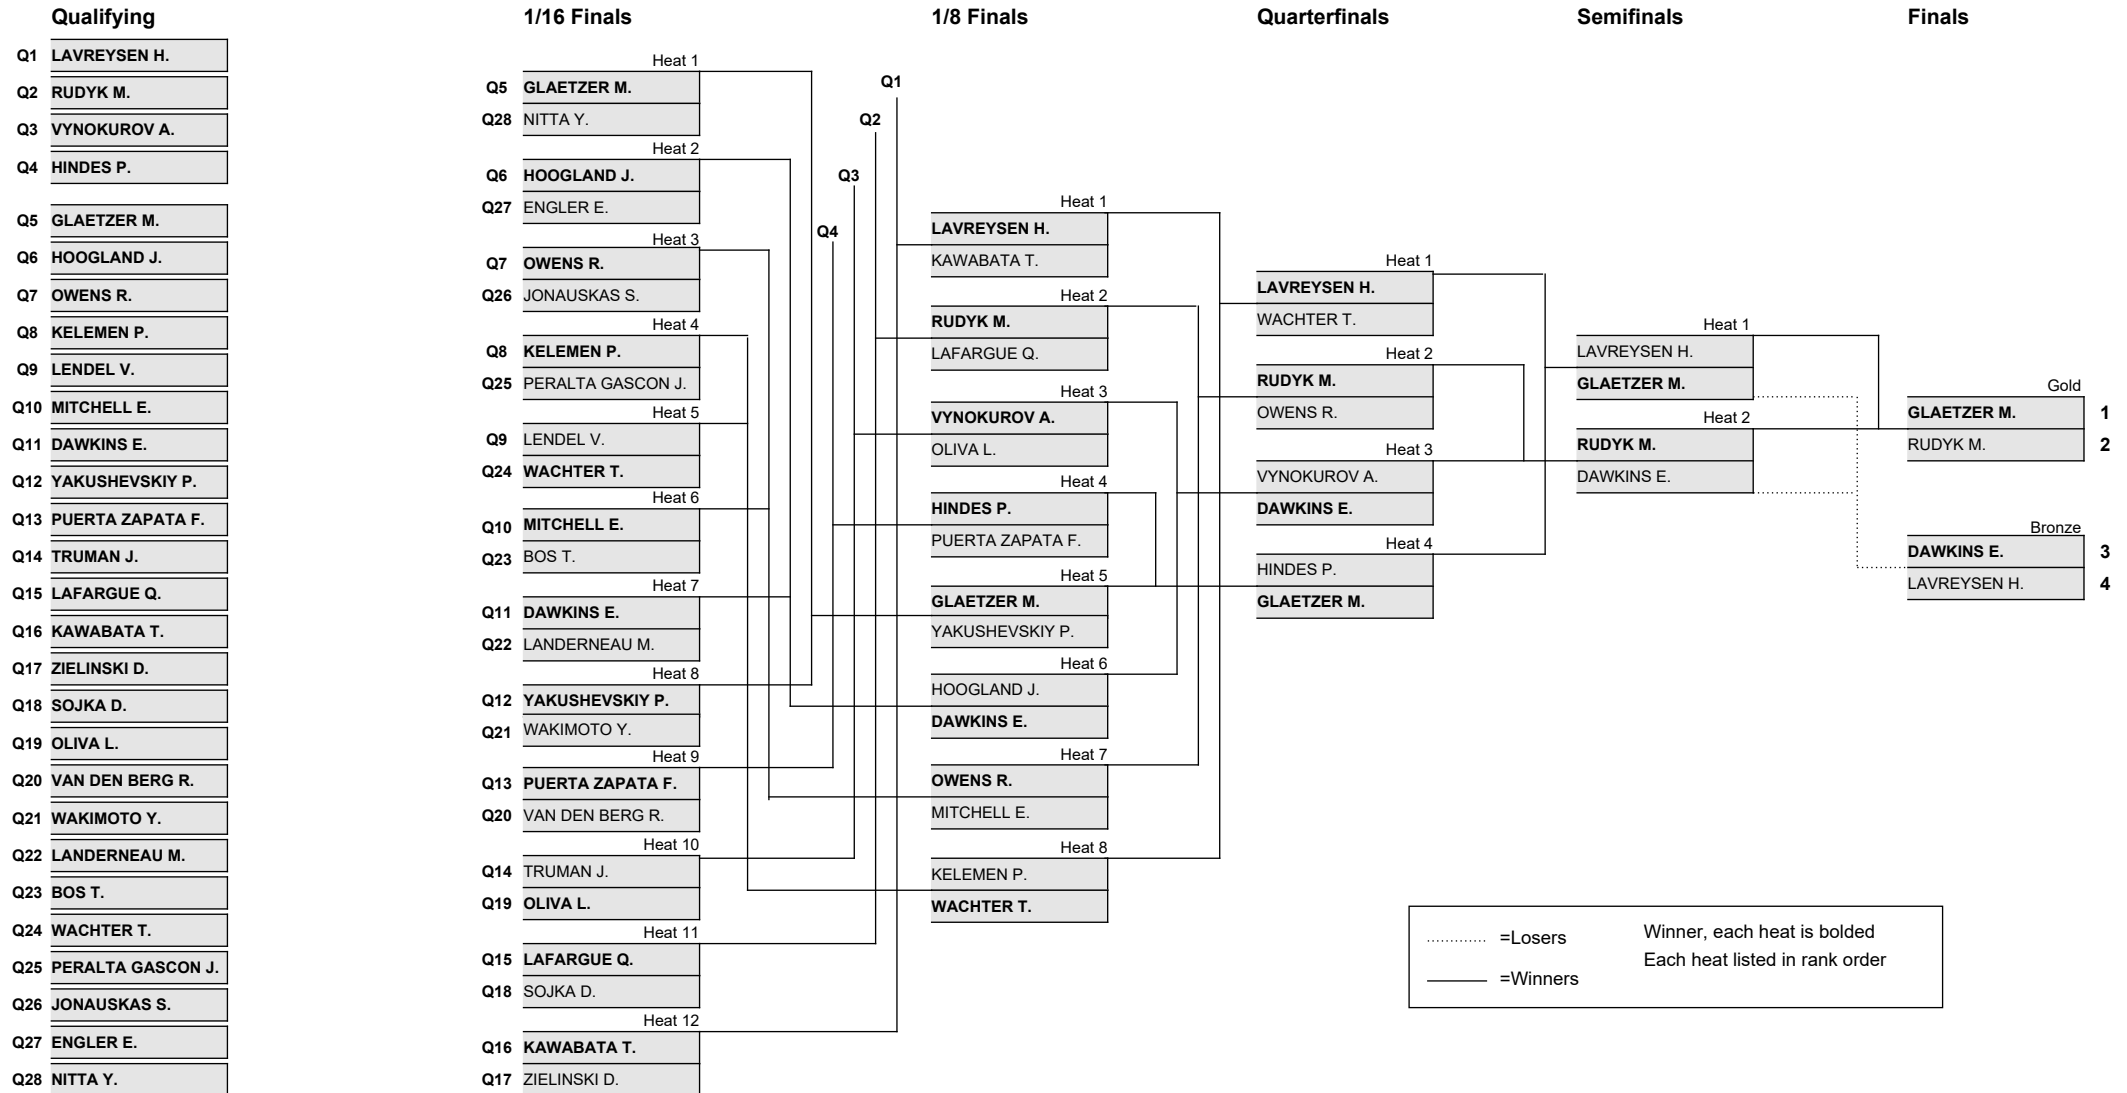 Qualifying
1/16 Finals
1/8 Finals
Quarterfinals
Semifinals
Finals
Q1 LAVREYSEN H.
Q2 RUDYK M.
Q3 VYNOKUROV A.
Q4 HINDES P.
Q5 GLAETZER M.
Q6 HOOGLAND J.
Q7 OWENS R.
Q8 KELEMEN P.
Q9 LENDEL V.
Q10 MITCHELL E.
Q11 DAWKINS E.
Q12 YAKUSHEVSKIY P.
Q13 PUERTA ZAPATA F.
Q14 TRUMAN J.
Q15 LAFARGUE Q.
Q16 KAWABATA T.
Q17 ZIELINSKI D.
Q18 SOJKA D.
Q19 OLIVA L.
Q20 VAN DEN BERG R.
Q21 WAKIMOTO Y.
Q22 LANDERNEAU M.
Q23 BOS T.
Q24 WACHTER T.
Q25 PERALTA GASCON J.
Q26 JONAUSKAS S.
Q27 ENGLER E.
Q28 NITTA Y.
Heat 1
Q5 GLAETZER M.
Q28 NITTA Y.
Heat 2
Q6 HOOGLAND J.
Q27 ENGLER E.
Heat 3
Q7 OWENS R.
Q26 JONAUSKAS S.
Heat 4
Q8 KELEMEN P.
Q25 PERALTA GASCON J.
Heat 5
Q9 LENDEL V.
Q24 WACHTER T.
Heat 6
Q10 MITCHELL E.
Q23 BOS T.
Heat 7
Q11 DAWKINS E.
Q22 LANDERNEAU M.
Heat 8
Q12 YAKUSHEVSKIY P.
Q21 WAKIMOTO Y.
Heat 9
Q13 PUERTA ZAPATA F.
Q20 VAN DEN BERG R.
Heat 10
Q14 TRUMAN J.
Q19 OLIVA L.
Heat 11
Q15 LAFARGUE Q.
Q18 SOJKA D.
Heat 12
Q16 KAWABATA T.
Q17 ZIELINSKI D.
Q1
Q2
Q3
Q4
Heat 1
LAVREYSEN H.
KAWABATA T.
Heat 2
RUDYK M.
LAFARGUE Q.
Heat 3
VYNOKUROV A.
OLIVA L.
Heat 4
HINDES P.
PUERTA ZAPATA F.
Heat 5
GLAETZER M.
YAKUSHEVSKIY P.
Heat 6
HOOGLAND J.
DAWKINS E.
Heat 7
OWENS R.
MITCHELL E.
Heat 8
KELEMEN P.
WACHTER T.
Heat 1
LAVREYSEN H.
WACHTER T.
Heat 2
RUDYK M.
OWENS R.
Heat 3
VYNOKUROV A.
DAWKINS E.
Heat 4
HINDES P.
GLAETZER M.
Heat 1
LAVREYSEN H.
GLAETZER M.
Heat 2
RUDYK M.
DAWKINS E.
Gold
GLAETZER M. 1
RUDYK M. 2
Bronze
DAWKINS E. 3
LAVREYSEN H. 4
=Losers
=Winners
Winner, each heat is bolded
Each heat listed in rank order